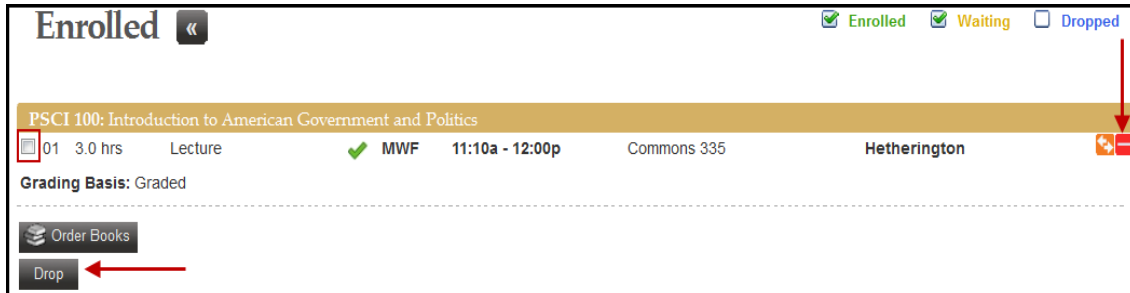 Enrolled «
Enrolled Waiting Dropped
PSCI 100: Introduction to American Government and Politics
01 3.0 hrs Lecture MWF 11:10a - 12:00p Commons 335 Hetherington
Grading Basis: Graded
Order Books
Drop